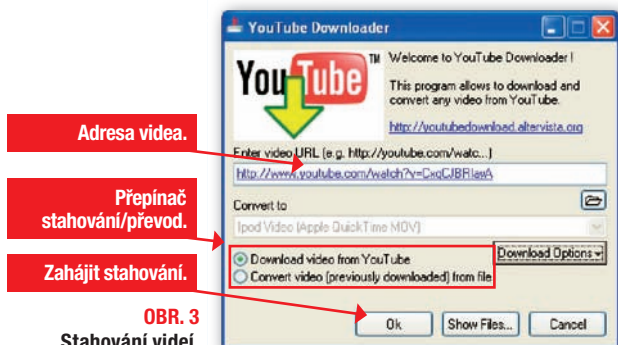 YouTube Downloader
You Tube TM
Welcome to YouTube Downloader !
This program allows to download and
convert any video from YouTube.
http://youtubedownload.altervista.org
Adresa videa.
Enter video URL (e.g. http://youtube.com/watc...)
http://www.youtube.com/watch?v=CxqCJBRlawA
Přepínač
stahování/převod.
Convert to
Ipod Video (Apple QuickTime MOV)
Download Options
Download video from YouTube
Convert video (previously downloaded) from file
Zahájit stahování.
Ok
Show Files...
Cancel
OBR. 3
Stahování videí.